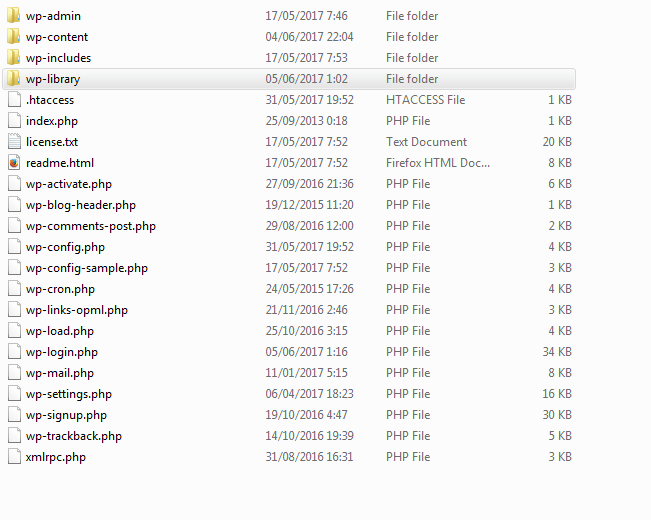 wp-admin 17/05/2017 7:46 File folder
wp-content 04/06/2017 22:04 File folder
wp-includes 17/05/2017 7:53 File folder
wp-library 05/06/2017 1:02 File folder
.htaccess 31/05/2017 19:52 HTACCESS File 1 KB
index.php 25/09/2013 0:18 PHP File 1 KB
license.txt 17/05/2017 7:52 Text Document 20 KB
readme.html 17/05/2017 7:52 Firefox HTML Doc... 8 KB
wp-activate.php 27/09/2016 21:36 PHP File 6 KB
wp-blog-header.php 19/12/2015 11:20 PHP File 1 KB
wp-comments-post.php 29/08/2016 12:00 PHP File 2 KB
wp-config.php 31/05/2017 19:52 PHP File 4 KB
wp-config-sample.php 17/05/2017 7:52 PHP File 3 KB
wp-cron.php 24/05/2015 17:26 PHP File 4 KB
wp-links-opml.php 21/11/2016 2:46 PHP File 3 KB
wp-load.php 25/10/2016 3:15 PHP File 4 KB
wp-login.php 05/06/2017 1:16 PHP File 34 KB
wp-mail.php 11/01/2017 5:15 PHP File 8 KB
wp-settings.php 06/04/2017 18:23 PHP File 16 KB
wp-signup.php 19/10/2016 4:47 PHP File 30 KB
wp-trackback.php 14/10/2016 19:39 PHP File 5 KB
xmlrpc.php 31/08/2016 16:31 PHP File 3 KB